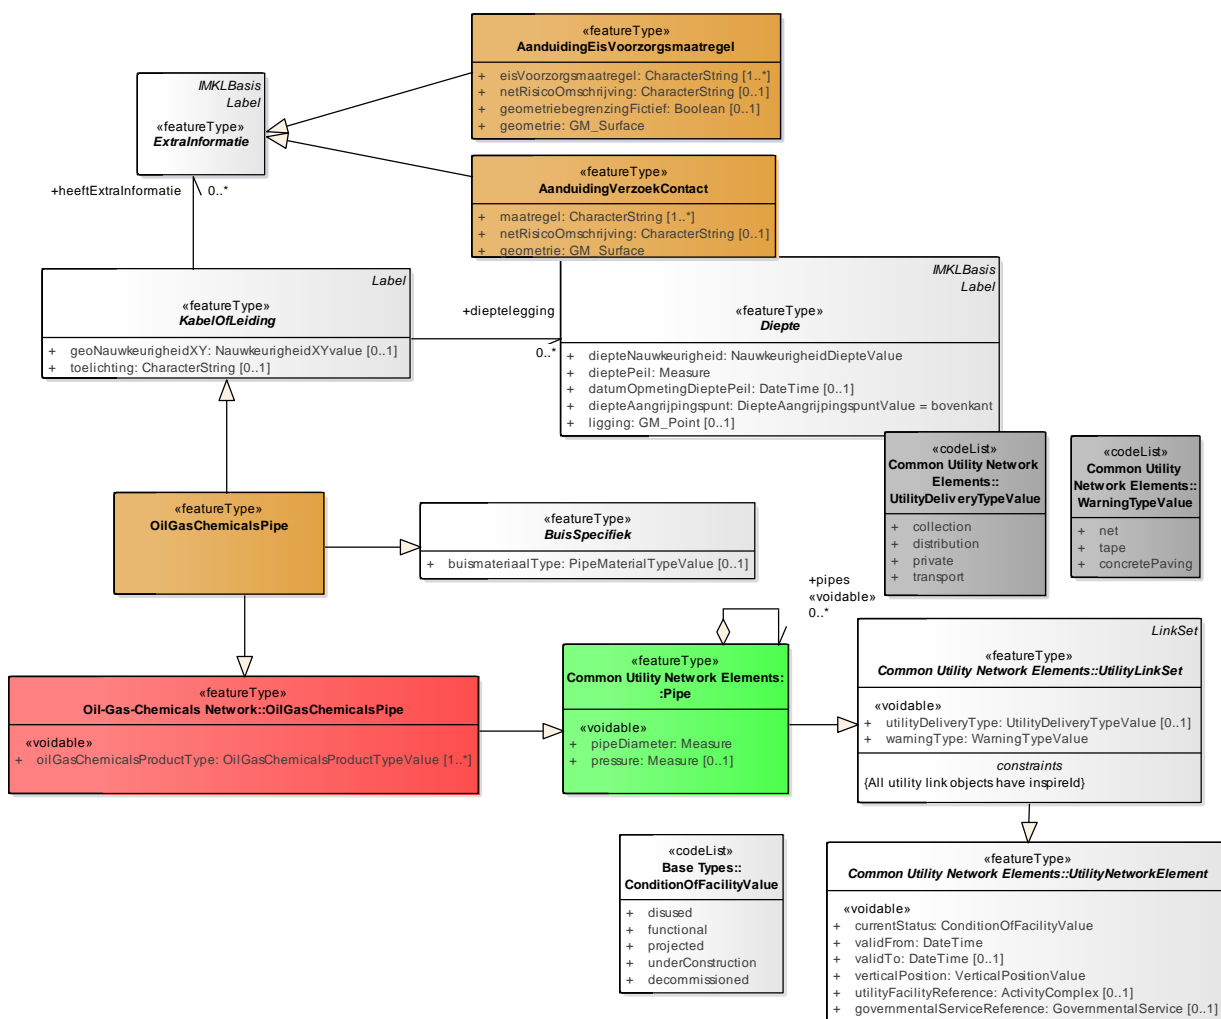 «featureType»
AanduidingEisVoorzorgsmaatregel
+ eisVoorzorgsmaatregel: CharacterString [1..*]
+ netRisicoOmschrijving: CharacterString [0..1]
+ geometriebegrenzingFictief: Boolean [0..1]
+ geometrie: GM_Surface
IMKLBasis
Label
«featureType»
ExtraInformatie
+heeftExtraInformatie
0..*
«featureType»
AanduidingVerzoekContact
+ maatregel: CharacterString [1..*]
+ netRisicoOmschrijving: CharacterString [0..1]
+ geometrie: GM_Surface
Label
«featureType»
KabelOfLeiding
+ geoNauwkeurigheidXY: NauwkeurigheidXYvalue [0..1]
+ toelichting: CharacterString [0..1]
+dieptelegging
0..*
IMKLBasis
Label
«featureType»
Diepte
+ diepteNauwkeurigheid: NauwkeurigheidDiepteValue
+ dieptePeil: Measure
+ datumOpmetingDieptePeil: DateTime [0..1]
+ diepteAangrijpingspunt: DiepteAangrijpingspuntValue = bovenkant
+ ligging: GM_Point [0..1]
«codeList»
Common Utility Network
Elements::
UtilityDeliveryTypeValue
+ collection
+ distribution
+ private
+ transport
«codeList»
Common Utility
Network Elements::
WarningTypeValue
+ net
+ tape
+ concretePaving
«featureType»
OilGasChemicalsPipe
«featureType»
BuisSpecifiek
+ buismateriaalType: PipeMaterialTypeValue [0..1]
+pipes
«voidable»
0..*
«featureType»
Oil-Gas-Chemicals Network::OilGasChemicalsPipe
«voidable»
+ oilGasChemicalsProductType: OilGasChemicalsProductTypeValue [1..*]
«featureType»
Common Utility Network Elements:
:Pipe
«voidable»
+ pipeDiameter: Measure
+ pressure: Measure [0..1]
LinkSet
«featureType»
Common Utility Network Elements::UtilityLinkSet
«voidable»
+ utilityDeliveryType: UtilityDeliveryTypeValue [0..1]
+ warningType: WarningTypeValue
constraints
{All utility link objects have inspireId}
«codeList»
Base Types::
ConditionOfFacilityValue
+ disused
+ functional
+ projected
+ underConstruction
+ decommissioned
«featureType»
Common Utility Network Elements::UtilityNetworkElement
«voidable»
+ currentStatus: ConditionOfFacilityValue
+ validFrom: DateTime
+ validTo: DateTime [0..1]
+ verticalPosition: VerticalPositionValue
+ utilityFacilityReference: ActivityComplex [0..1]
+ governmentalServiceReference: GovernmentalService [0..1]